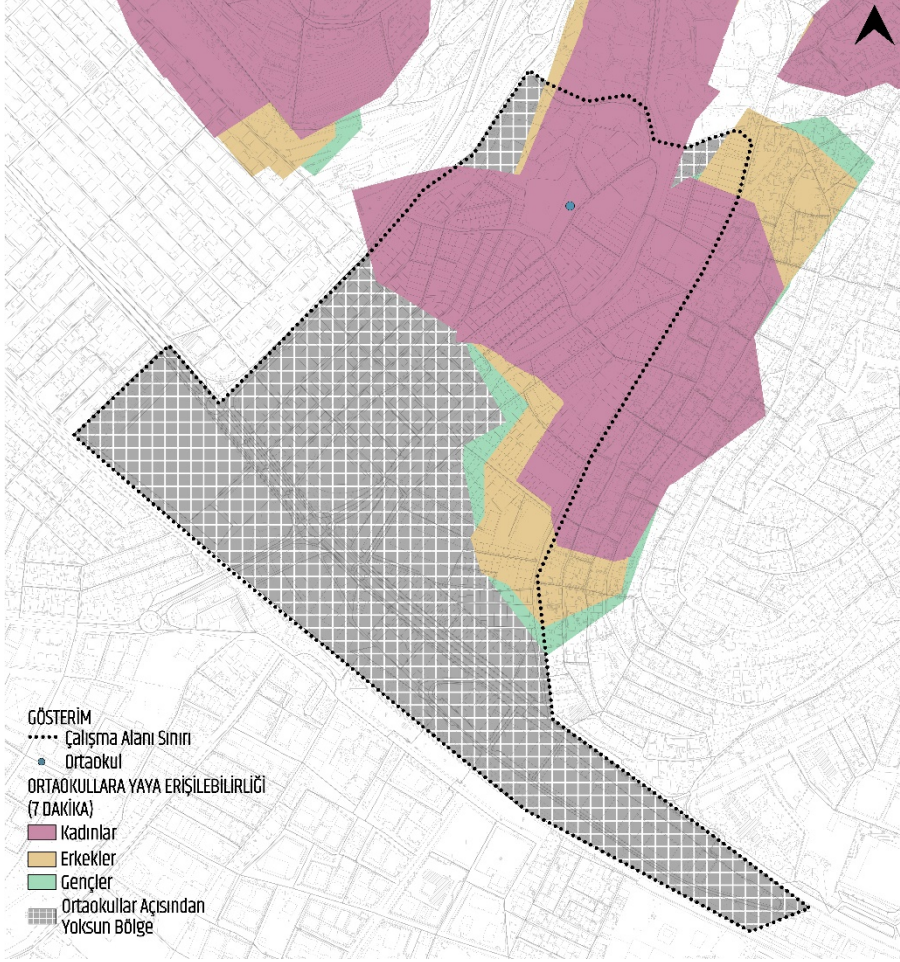 GÖSTERİM
Çalışma Alanı Sınırı
Ortaokul
ORTAOKULLARA YAYA ERİŞİLEBİLİRLİĞİ
(7 DAKİKA)
Kadınlar
Erkekler
Gençler
Ortaokullar Açısından
Yoksun Bölge